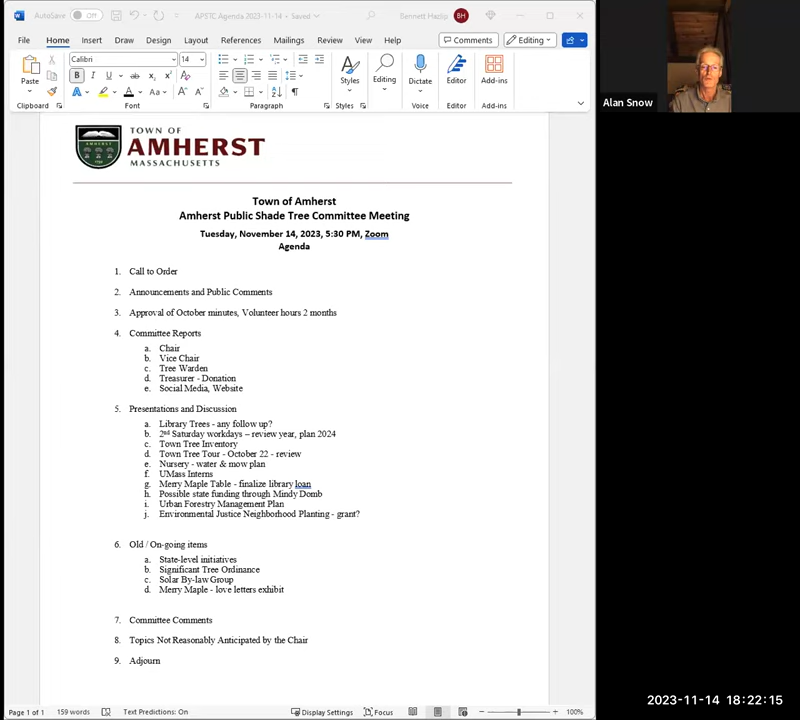 AutoSave Off APSTC Agenda 2023-11-14 • Saved Bennett Hazlip BH
File Home Insert Draw Design Layout References Mailings Review View Help Comments Editing
Calibri 14
Paste
B I U ab x₂ x²
A Aa A A
Styles Editing Dictate Editor Add-ins
Clipboard Font Paragraph Styles Voice Editor Add-ins
TOWN OF
AMHERST
MASSACHUSETTS
Town of Amherst
Amherst Public Shade Tree Committee Meeting
Tuesday, November 14, 2023, 5:30 PM, Zoom
Agenda
1. Call to Order
2. Announcements and Public Comments
3. Approval of October minutes, Volunteer hours 2 months
4. Committee Reports
a. Chair
b. Vice Chair
c. Tree Warden
d. Treasurer - Donation
e. Social Media, Website
5. Presentations and Discussion
a. Library Trees - any follow up?
b. 2nd Saturday workdays – review year, plan 2024
c. Town Tree Inventory
d. Town Tree Tour - October 22 - review
e. Nursery - water & mow plan
f. UMass Interns
g. Merry Maple Table - finalize library loan
h. Possible state funding through Mindy Domb
i. Urban Forestry Management Plan
j. Environmental Justice Neighborhood Planting - grant?
6. Old / On-going items
a. State-level initiatives
b. Significant Tree Ordinance
c. Solar By-law Group
d. Merry Maple - love letters exhibit
7. Committee Comments
8. Topics Not Reasonably Anticipated by the Chair
9. Adjorn
Page 1 of 1 159 words Text Predictions: On Display Settings Focus 100%
Alan Snow
2023-11-14 18:22:15